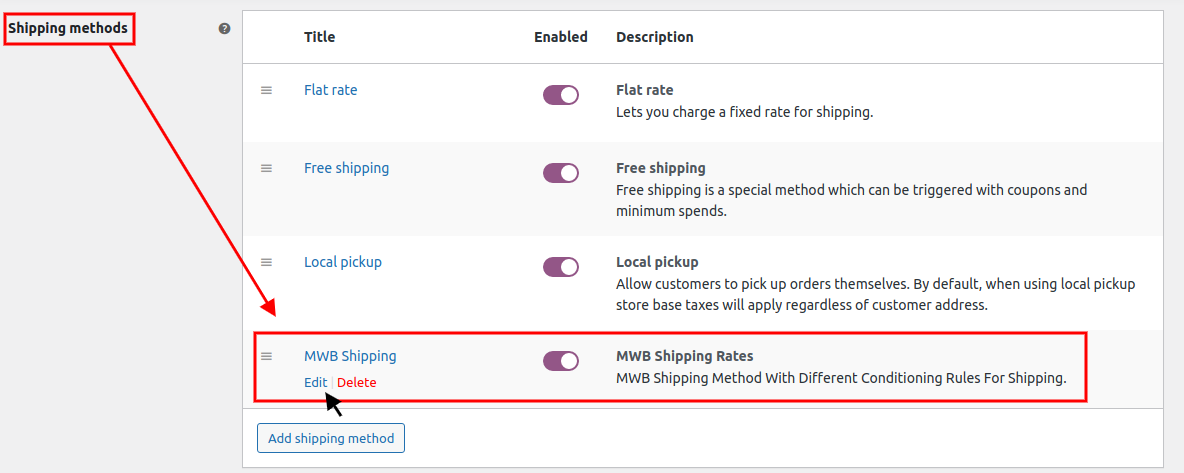 Shipping methods
Title Enabled Description
Flat rate Flat rate
Lets you charge a fixed rate for shipping.
Free shipping Free shipping
Free shipping is a special method which can be triggered with coupons and
minimum spends.
Local pickup Local pickup
Allow customers to pick up orders themselves. By default, when using local pickup
store base taxes will apply regardless of customer address.
MWB Shipping MWB Shipping Rates
Edit | Delete MWB Shipping Method With Different Conditioning Rules For Shipping.
Add shipping method